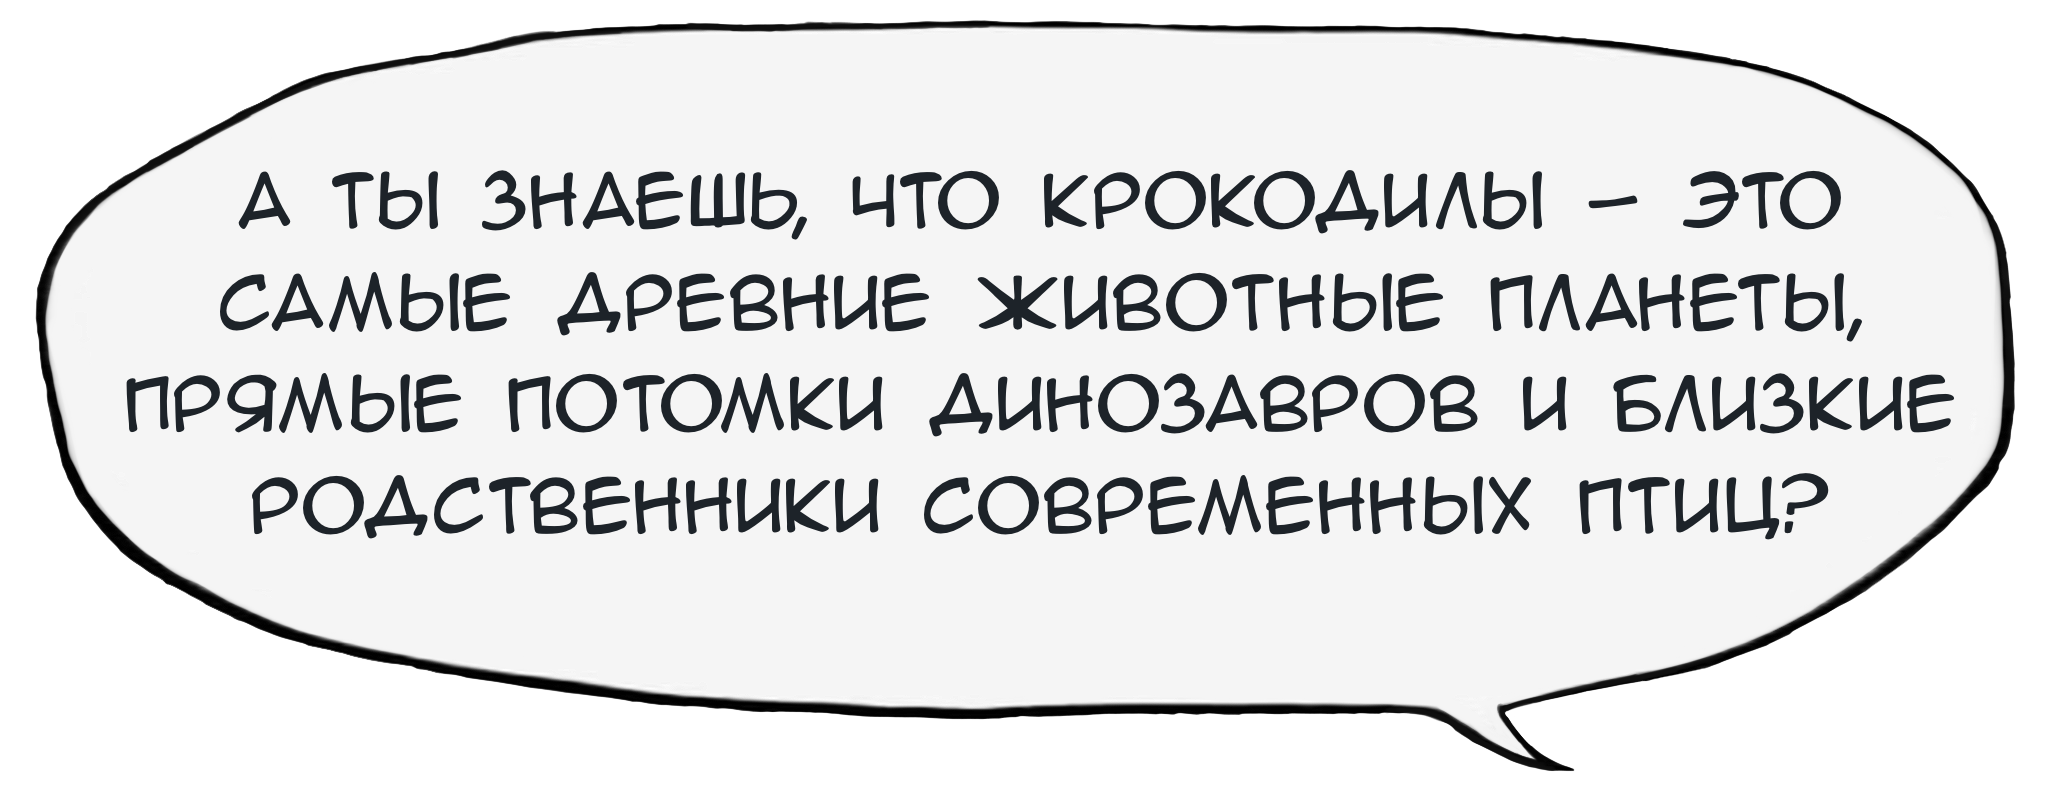 А ТЫ ЗНАЕШЬ, ЧТО КРОКОДИЛЫ – ЭТО
САМЫЕ ДРЕВНИЕ ЖИВОТНЫЕ ПЛАНЕТЫ,
ПРЯМЫЕ ПОТОМКИ ДИНОЗАВРОВ И БЛИЗКИЕ
РОДСТВЕННИКИ СОВРЕМЕННЫХ ПТИЦ?